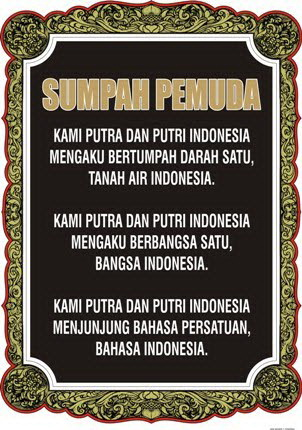 SUMPAH PEMUDA
KAMI PUTRA DAN PUTRI INDONESIA
MENGAKU BERTUMPAH DARAH SATU,
TANAH AIR INDONESIA.
KAMI PUTRA DAN PUTRI INDONESIA
MENGAKU BERBANGSA SATU,
BANGSA INDONESIA.
KAMI PUTRA DAN PUTRI INDONESIA
MENJUNJUNG BAHASA PERSATUAN,
BAHASA INDONESIA.